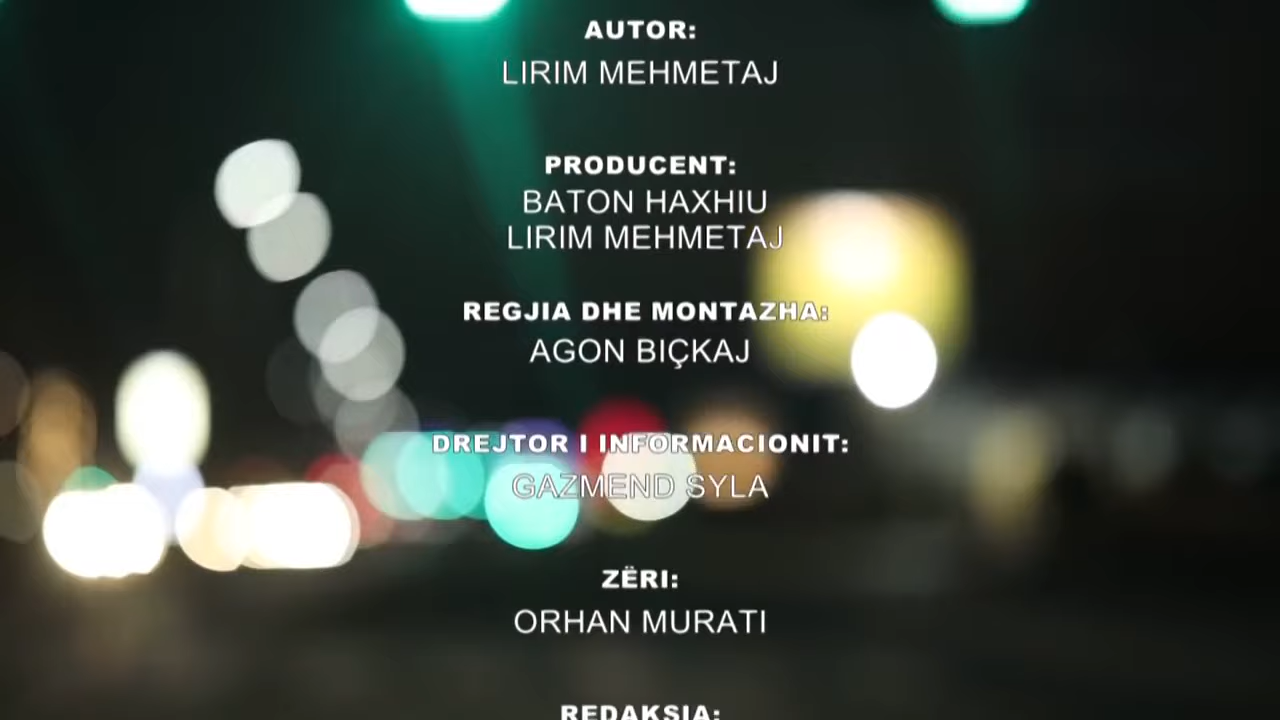 AUTOR:
LIRIM MEHMETAJ
PRODUCENT:
BATON HAXHIU
LIRIM MEHMETAJ
REGJIA DHE MONTAZHA:
AGON BIÇKAJ
DREJTOR I INFORMACIONIT:
GAZMEND SYLA
ZËRI:
ORHAN MURATI
REDAKSIA: